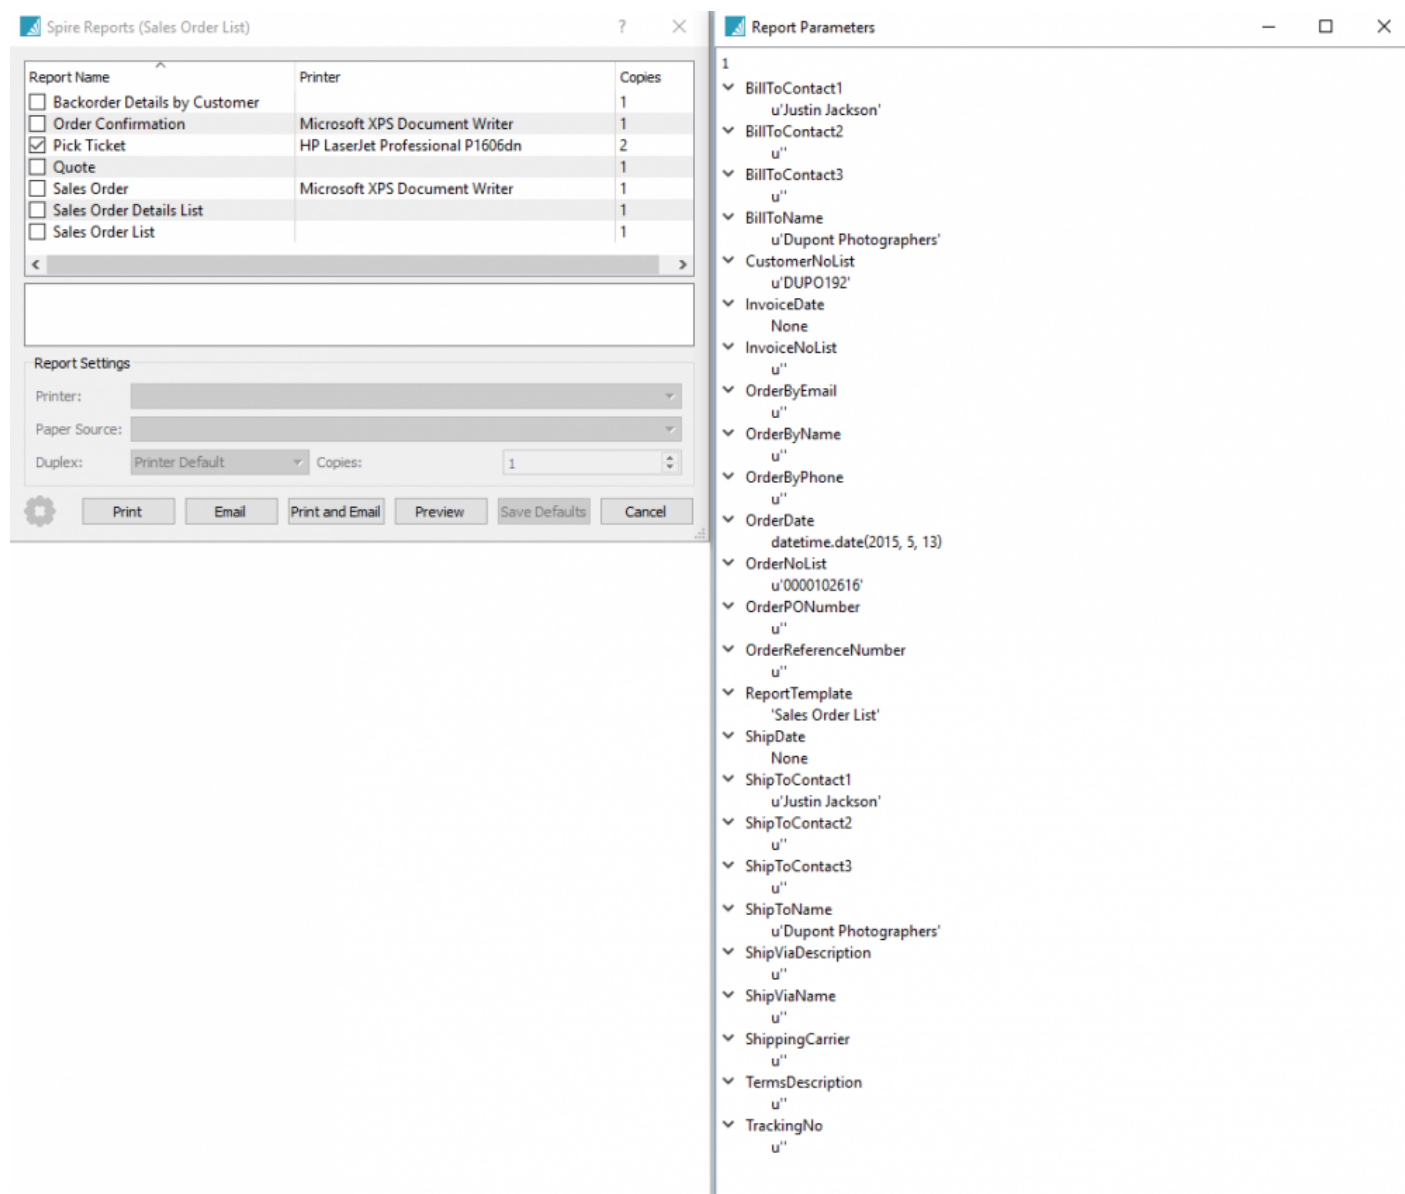 Spire Reports (Sales Order List) ?
Report Name Printer Copies
Backorder Details by Customer 1
Order Confirmation Microsoft XPS Document Writer 1
Pick Ticket HP LaserJet Professional P1606dn 2
Quote 1
Sales Order Microsoft XPS Document Writer 1
Sales Order Details List 1
Sales Order List 1
Report Settings
Printer:
Paper Source:
Duplex: Printer Default Copies: 1
Print Email Print and Email Preview Save Defaults Cancel
Report Parameters
1
BillToContact1
u'Justin Jackson'
BillToContact2
u''
BillToContact3
u''
BillToName
u'Dupont Photographers'
CustomerNoList
u'DUPO192'
InvoiceDate
None
InvoiceNoList
u''
OrderByEmail
u''
OrderByName
u''
OrderByPhone
u''
OrderDate
datetime.date(2015, 5, 13)
OrderNoList
u'0000102616'
OrderPONumber
u''
OrderReferenceNumber
u''
ReportTemplate
'Sales Order List'
ShipDate
None
ShipToContact1
u'Justin Jackson'
ShipToContact2
u''
ShipToContact3
u''
ShipToName
u'Dupont Photographers'
ShipViaDescription
u''
ShipViaName
u''
ShippingCarrier
u''
TermsDescription
u''
TrackingNo
u''